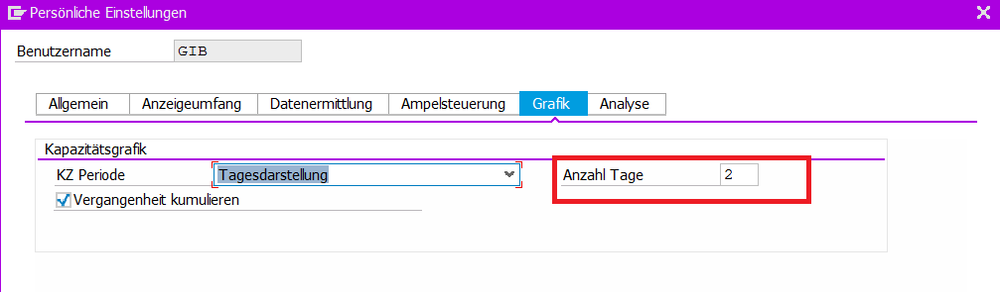 Persönliche Einstellungen
Benutzername GIB
Allgemein Anzeigeumfang Datenermittlung Ampelsteuerung Grafik Analyse
Kapazitätsgrafik
KZ Periode Tagesdarstellung Anzahl Tage 2
Vergangenheit kumulieren